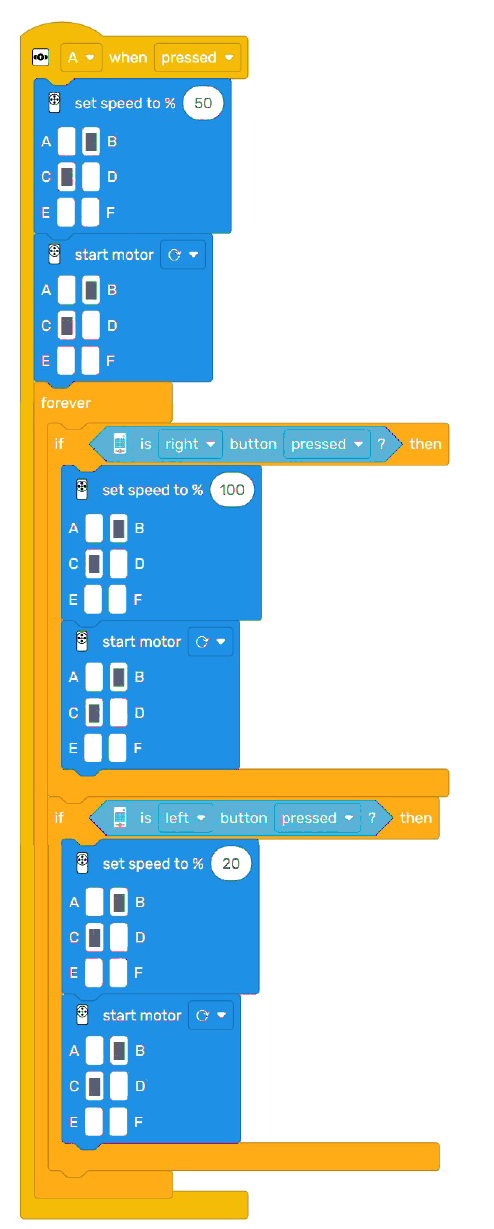 A when pressed
set speed to % 50
A B
C D
E F
start motor
A B
C D
E F
forever
if is right button pressed ? then
set speed to % 100
A B
C D
E F
start motor
A B
C D
E F
if is left button pressed ? then
set speed to % 20
A B
C D
E F
start motor
A B
C D
E F